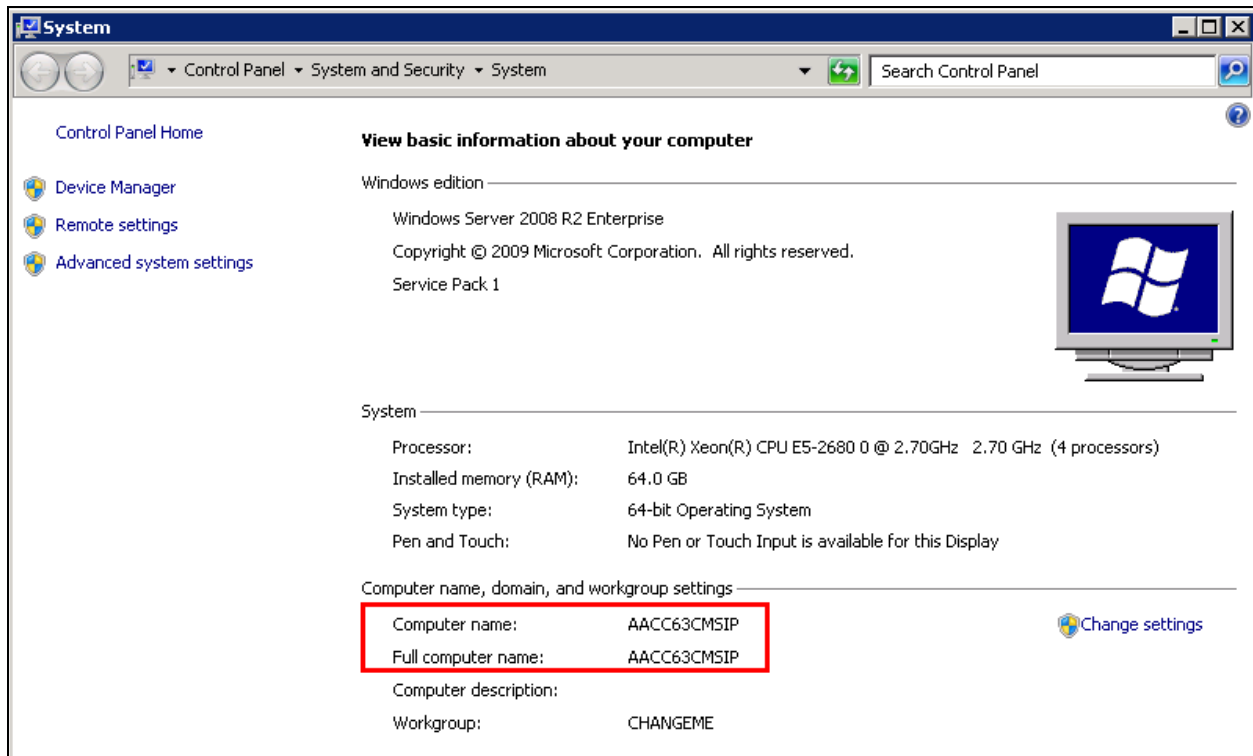 System
Control Panel System and Security System
Search Control Panel
Control Panel Home
Device Manager
Remote settings
Advanced system settings
View basic information about your computer
Windows edition
Windows Server 2008 R2 Enterprise
Copyright © 2009 Microsoft Corporation. All rights reserved.
Service Pack 1
System
Processor: Intel(R) Xeon(R) CPU E5-2680 0 @ 2.70GHz 2.70 GHz (4 processors)
Installed memory (RAM): 64.0 GB
System type: 64-bit Operating System
Pen and Touch: No Pen or Touch Input is available for this Display
Computer name, domain, and workgroup settings
Computer name: AACC63CMSIP
Change settings
Full computer name: AACC63CMSIP
Computer description:
Workgroup: CHANGEME